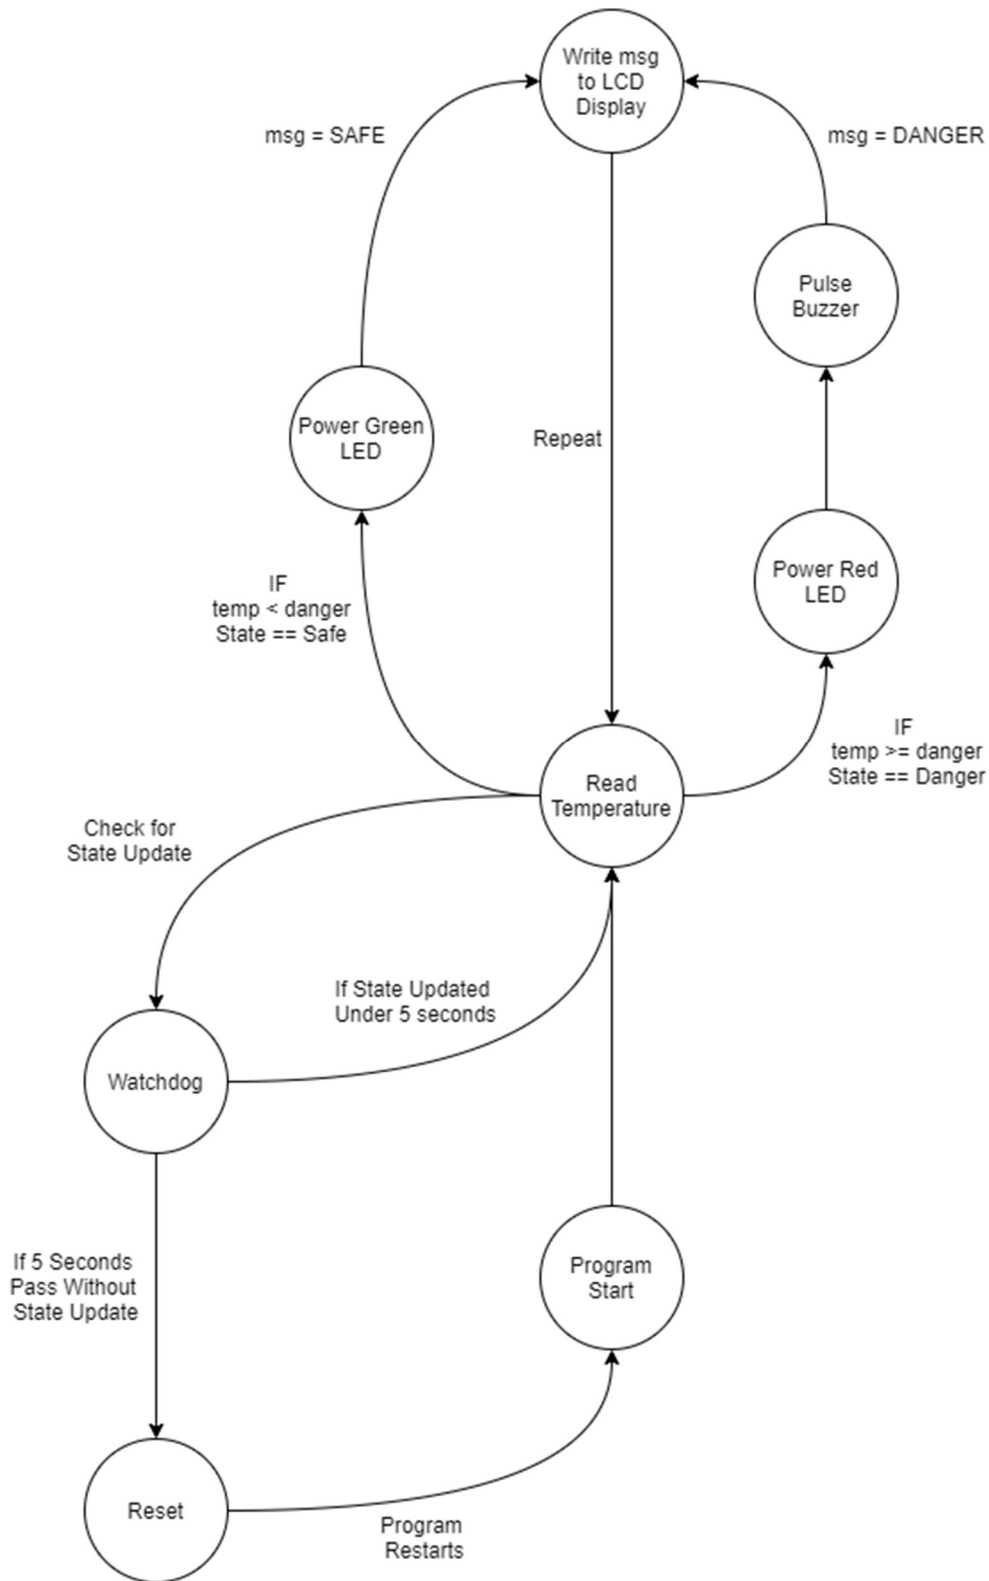 Write msg
to LCD
Display
msg = SAFE
msg = DANGER
Pulse
Buzzer
Power Green
LED
Repeat
Power Red
LED
IF
temp < danger
State == Safe
IF
temp >= danger
State == Danger
Read
Temperature
Check for
State Update
If State Updated
Under 5 seconds
Watchdog
If 5 Seconds
Pass Without
State Update
Program
Start
Reset
Program
Restarts